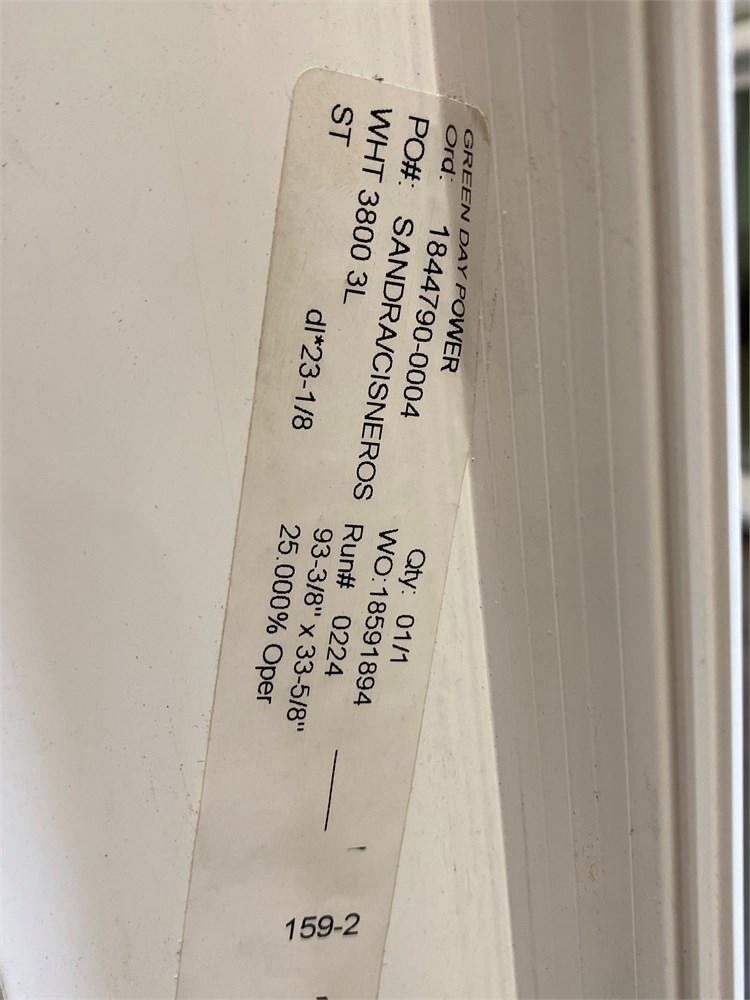 GREEN DAY POWER
Ord: 1844790-0004 Qty: 01/1
PO#: SANDRA/CISNEROS WO:18591894
WHT 3800 3L Run# 0224
ST 93-3/8" x 33-5/8"
dl*23-1/8 25.000% Oper
159-2